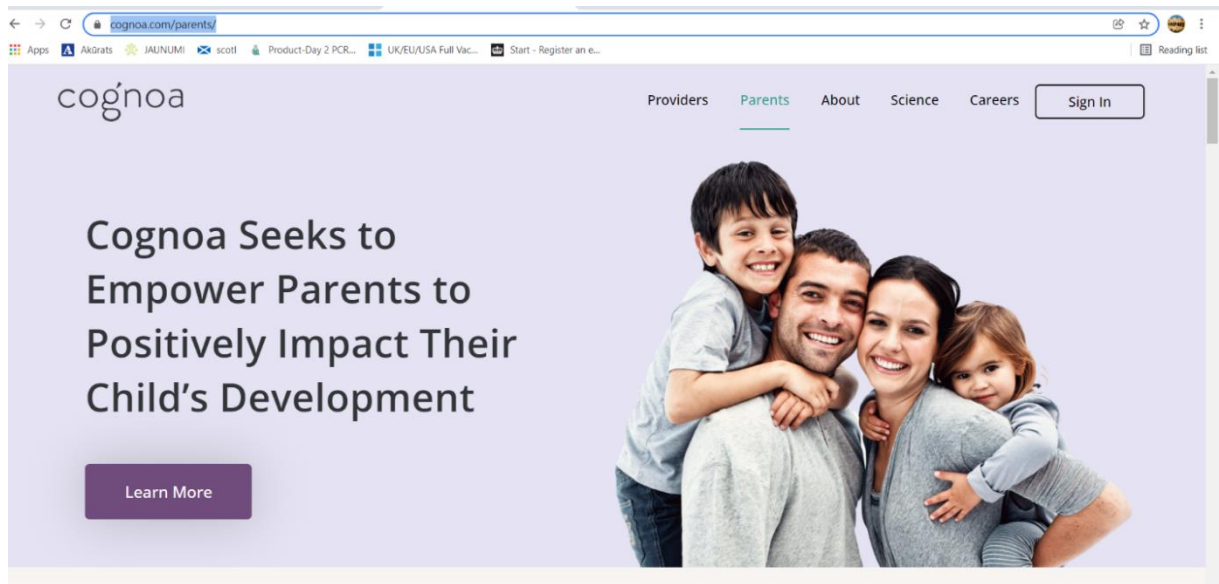 cognoa.com/parents/
Apps Akūrats JAUNUMI scotl Product-Day 2 PCR... UK/EU/USA Full Vac... Start - Register an e... Reading list
cognoa
Providers Parents About Science Careers Sign In
Cognoa Seeks to
Empower Parents to
Positively Impact Their
Child's Development
Learn More